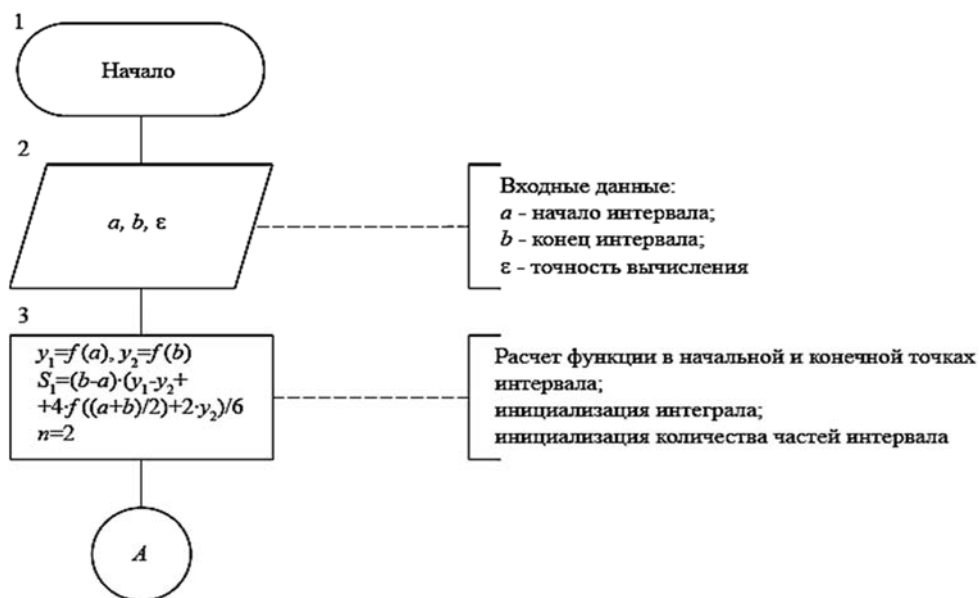 1
Начало
2
a, b, ε
Входные данные:
a - начало интервала;
b - конец интервала;
ε - точность вычисления
3
y₁=f(a), y₂=f(b)
S₁=(b-a)·(y₁-y₂+
+4·f((a+b)/2)+2·y₂)/6
n=2
Расчет функции в начальной и конечной точках
интервала;
инициализация интеграла;
инициализация количества частей интервала
A